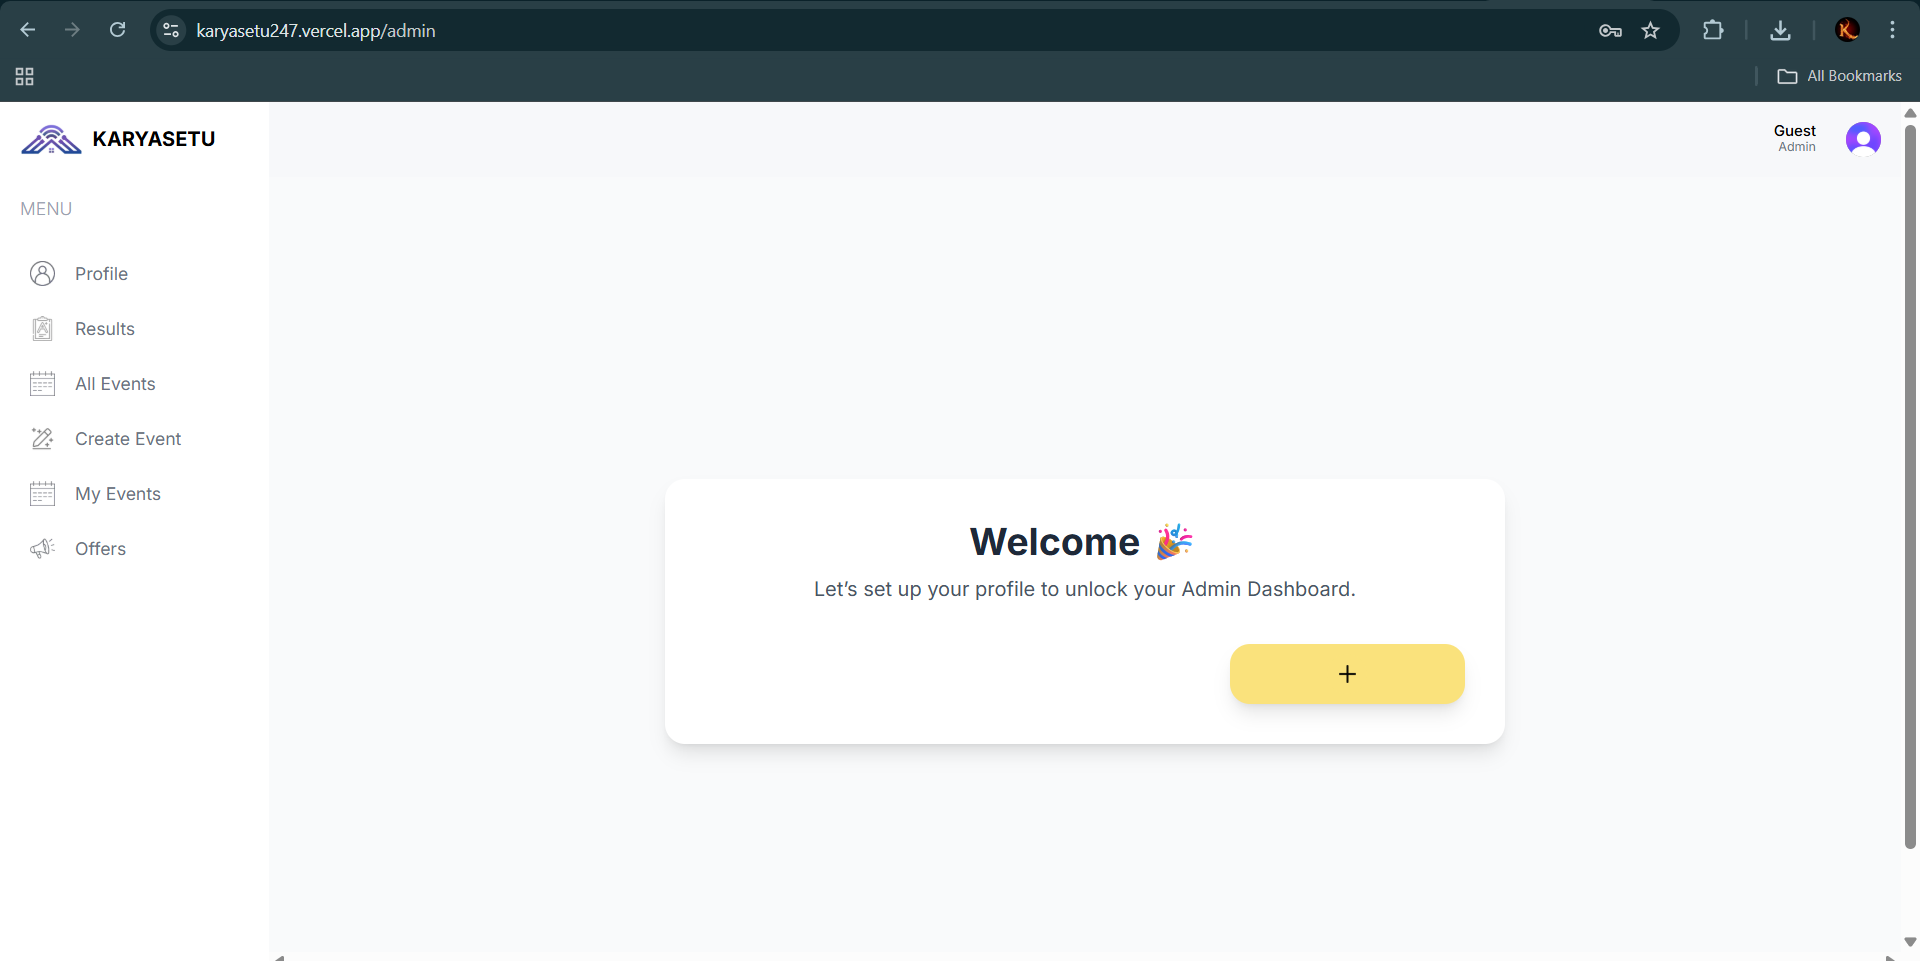 karyasetu247.vercel.app/admin
All Bookmarks
KARYASETU
Guest
Admin
MENU
Profile
Results
All Events
Create Event
My Events
Offers
Welcome 🎉
Let’s set up your profile to unlock your Admin Dashboard.
+